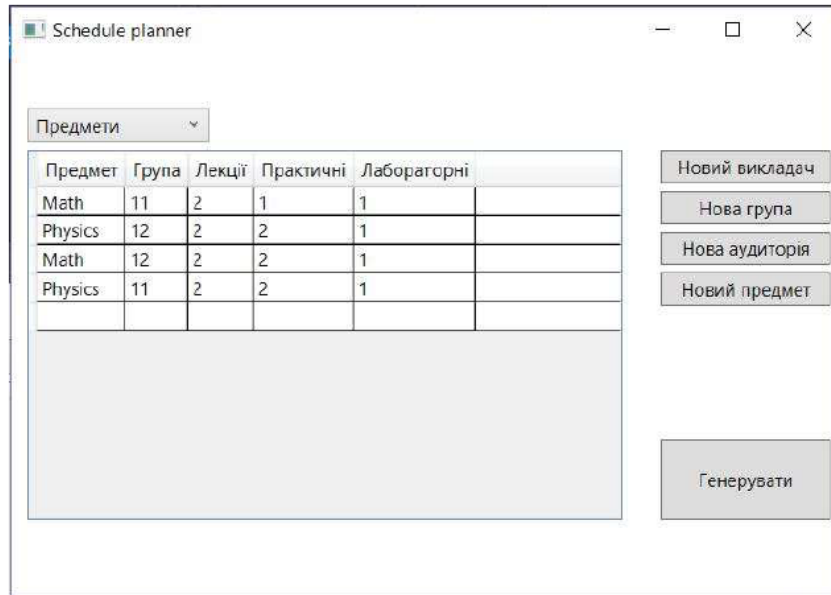 Schedule planner
Предмети
Предмет Група Лекції Практичні Лабораторні
Math 11 2 1 1
Physics 12 2 2 1
Math 12 2 2 1
Physics 11 2 2 1
Новий викладач
Нова група
Нова аудиторія
Новий предмет
Генерувати